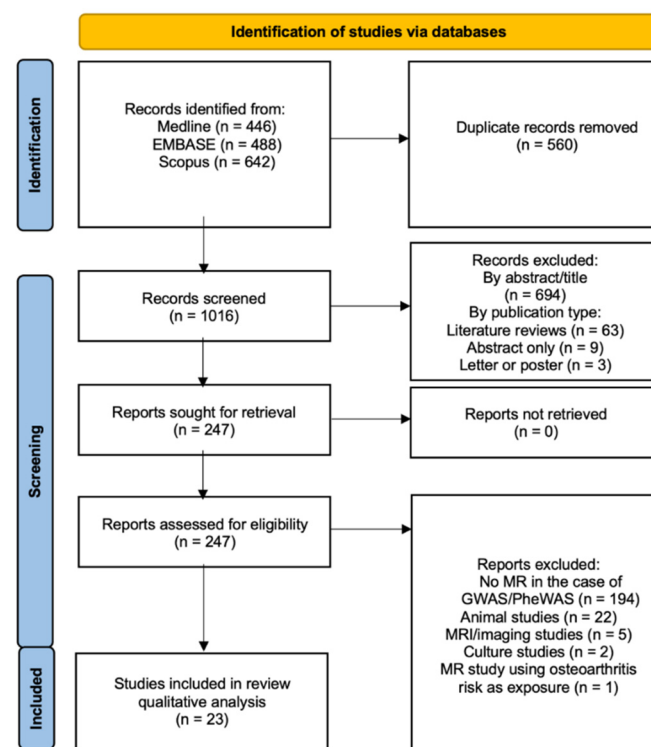 Identification of studies via databases
Identification
Records identified from:
Medline (n = 446)
EMBASE (n = 488)
Scopus (n = 642)
Duplicate records removed
(n = 560)
Screening
Records screened
(n = 1016)
Records excluded:
By abstract/title
(n = 694)
By publication type:
Literature reviews (n = 63)
Abstract only (n = 9)
Letter or poster (n = 3)
Reports sought for retrieval
(n = 247)
Reports not retrieved
(n = 0)
Reports assessed for eligibility
(n = 247)
Reports excluded:
No MR in the case of
GWAS/PheWAS (n = 194)
Animal studies (n = 22)
MRI/imaging studies (n = 5)
Culture studies (n = 2)
MR study using osteoarthritis
risk as exposure (n = 1)
Included
Studies included in review
qualitative analysis
(n = 23)